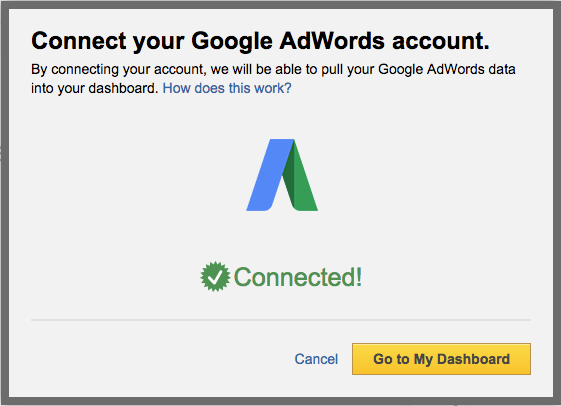 Connect your Google AdWords account.
By connecting your account, we will be able to pull your Google AdWords data
into your dashboard. How does this work?
Connected!
Cancel
Go to My Dashboard